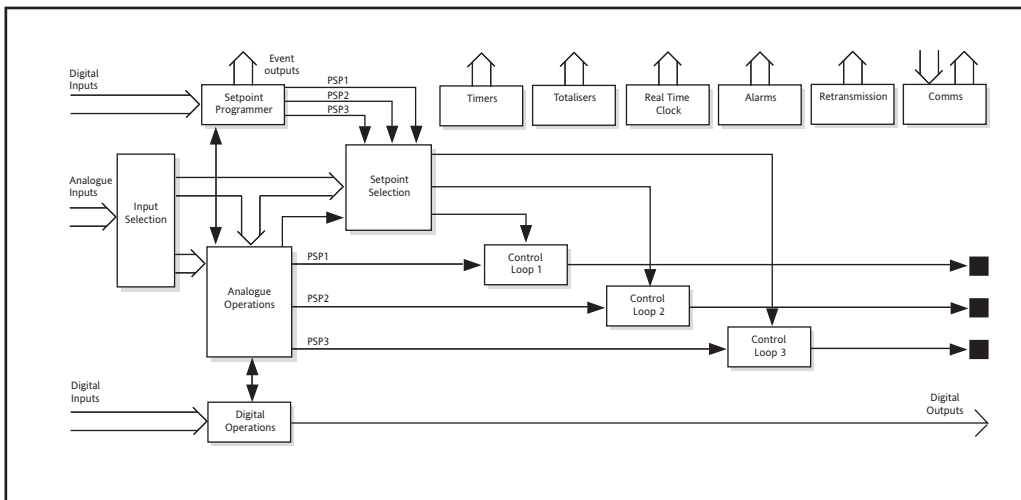 Digital
Inputs
Event
outputs
Setpoint
Programmer
PSP1
PSP2
PSP3
Timers
Totalisers
Real Time
Clock
Alarms
Retransmission
Comms
Analogue
Inputs
Input
Selection
Setpoint
Selection
Analogue
Operations
PSP1
PSP2
PSP3
Control
Loop 1
Control
Loop 2
Control
Loop 3
Digital
Inputs
Digital
Operations
Digital
Outputs